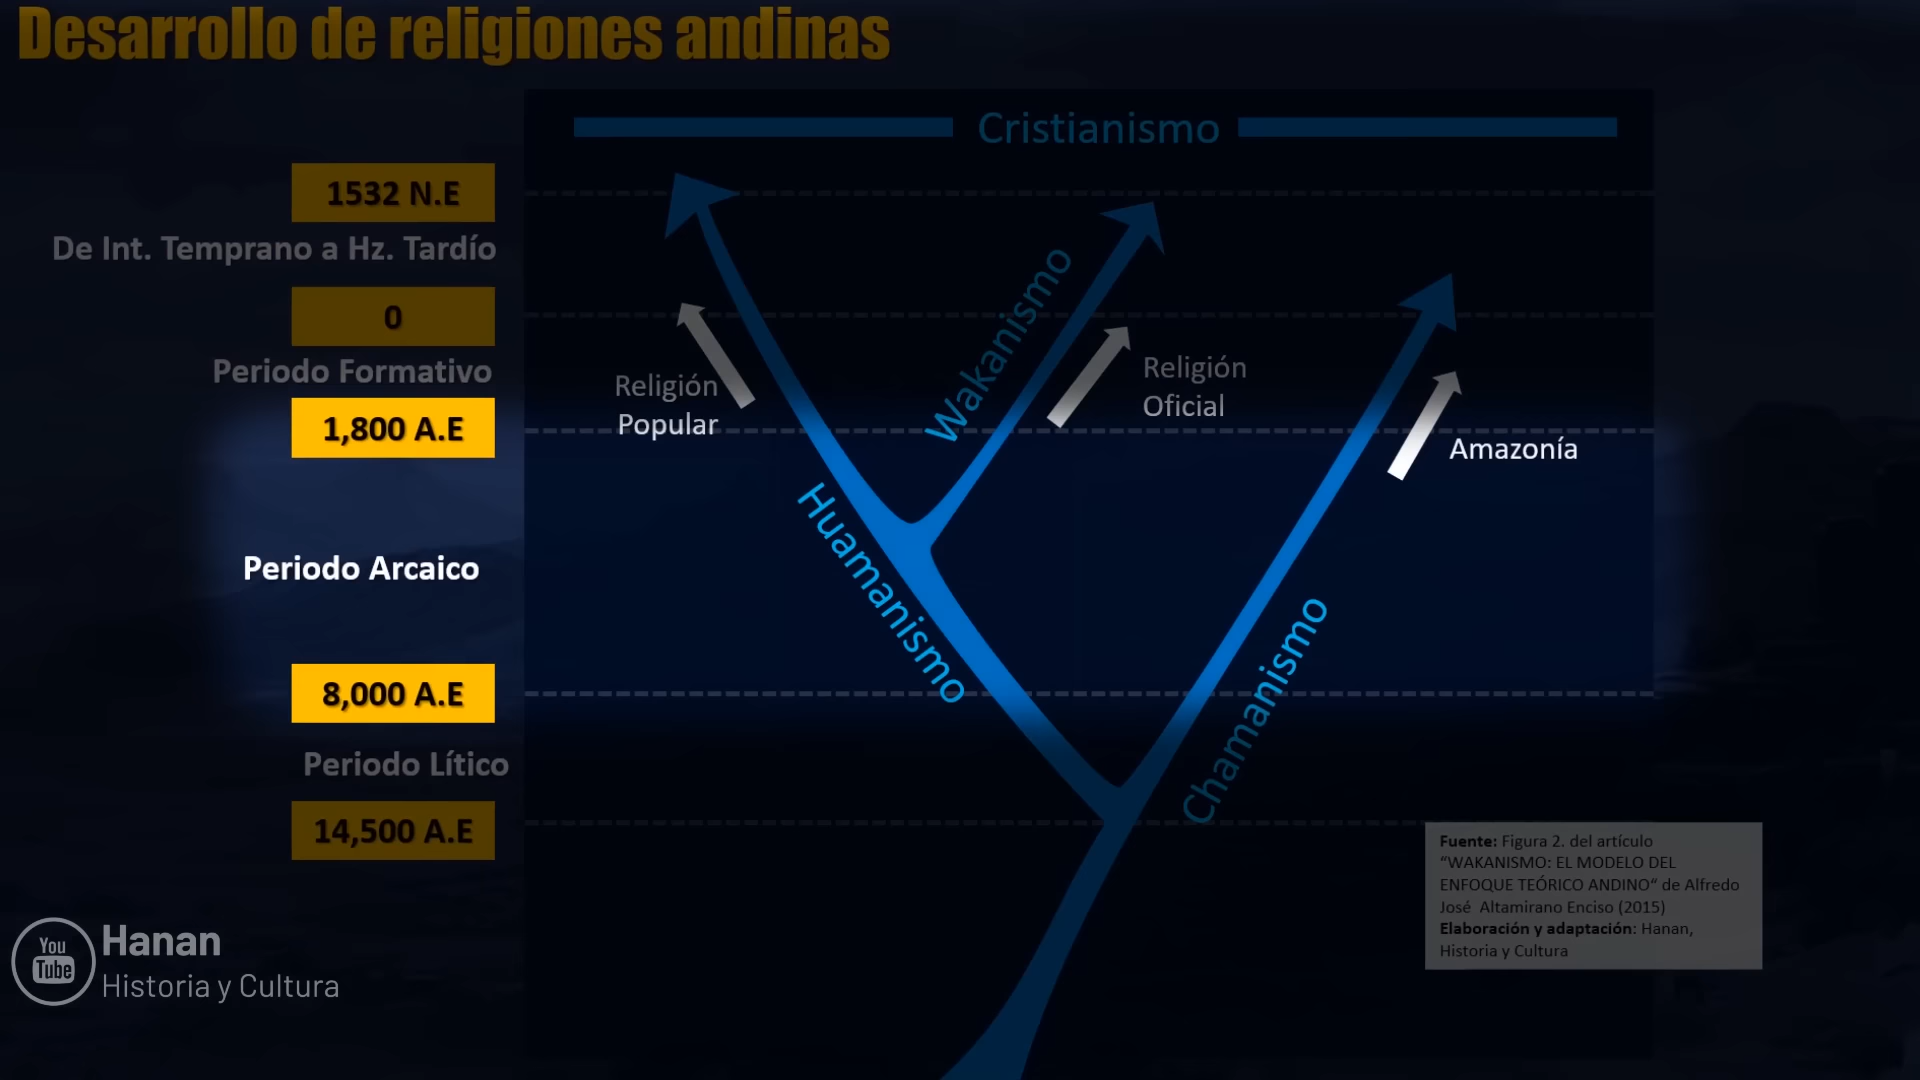 Desarrollo de religiones andinas
Cristianismo
1532 N.E
De Int. Temprano a Hz. Tardío
0
Periodo Formativo
1,800 A.E
Periodo Arcaico
8,000 A.E
Periodo Lítico
14,500 A.E
Religión
Popular
Wakanismo
Religión
Oficial
Amazonía
Huamanismo
Chamanismo
Fuente: Figura 2. del artículo
“WAKANISMO: EL MODELO DEL
ENFOQUE TEÓRICO ANDINO“ de Alfredo
José Altamirano Enciso (2015)
Elaboración y adaptación: Hanan,
Historia y Cultura
You
Tube
Hanan
Historia y Cultura